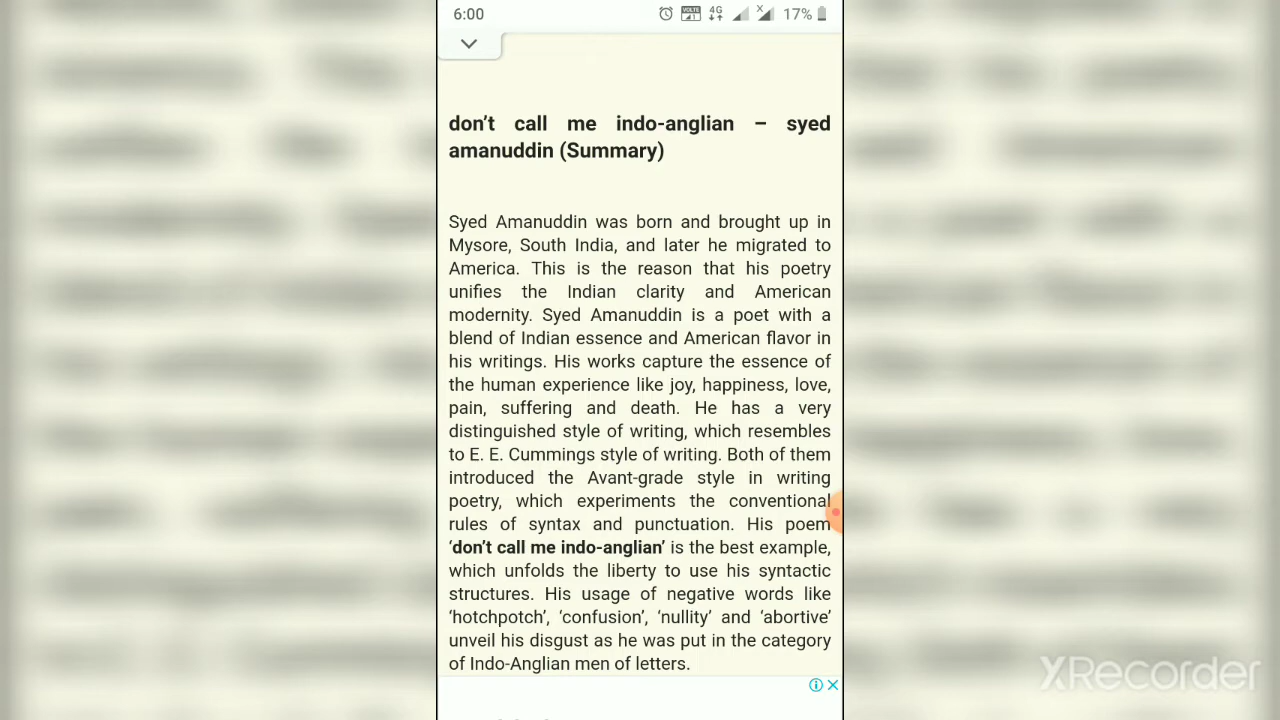 6:00
VOLTE 4G X 17%
don’t call me indo-anglian – syed
amanuddin (Summary)
Syed Amanuddin was born and brought up in
Mysore, South India, and later he migrated to
America. This is the reason that his poetry
unifies the Indian clarity and American
modernity. Syed Amanuddin is a poet with a
blend of Indian essence and American flavor in
his writings. His works capture the essence of
the human experience like joy, happiness, love,
pain, suffering and death. He has a very
distinguished style of writing, which resembles
to E. E. Cummings style of writing. Both of them
introduced the Avant-grade style in writing
poetry, which experiments the conventional
rules of syntax and punctuation. His poem
‘don’t call me indo-anglian’ is the best example,
which unfolds the liberty to use his syntactic
structures. His usage of negative words like
‘hotchpotch’, ‘confusion’, ‘nullity’ and ‘abortive’
unveil his disgust as he was put in the category
of Indo-Anglian men of letters.
XRecorder